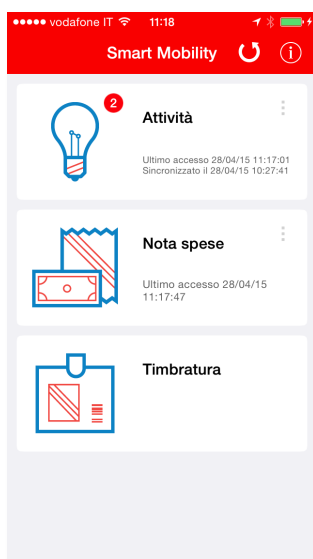 vodafone IT 11:18
Smart Mobility
2
Attività
Ultimo accesso 28/04/15 11:17:01
Sincronizzato il 28/04/15 10:27:41
Nota spese
Ultimo accesso 28/04/15
11:17:47
Timbratura